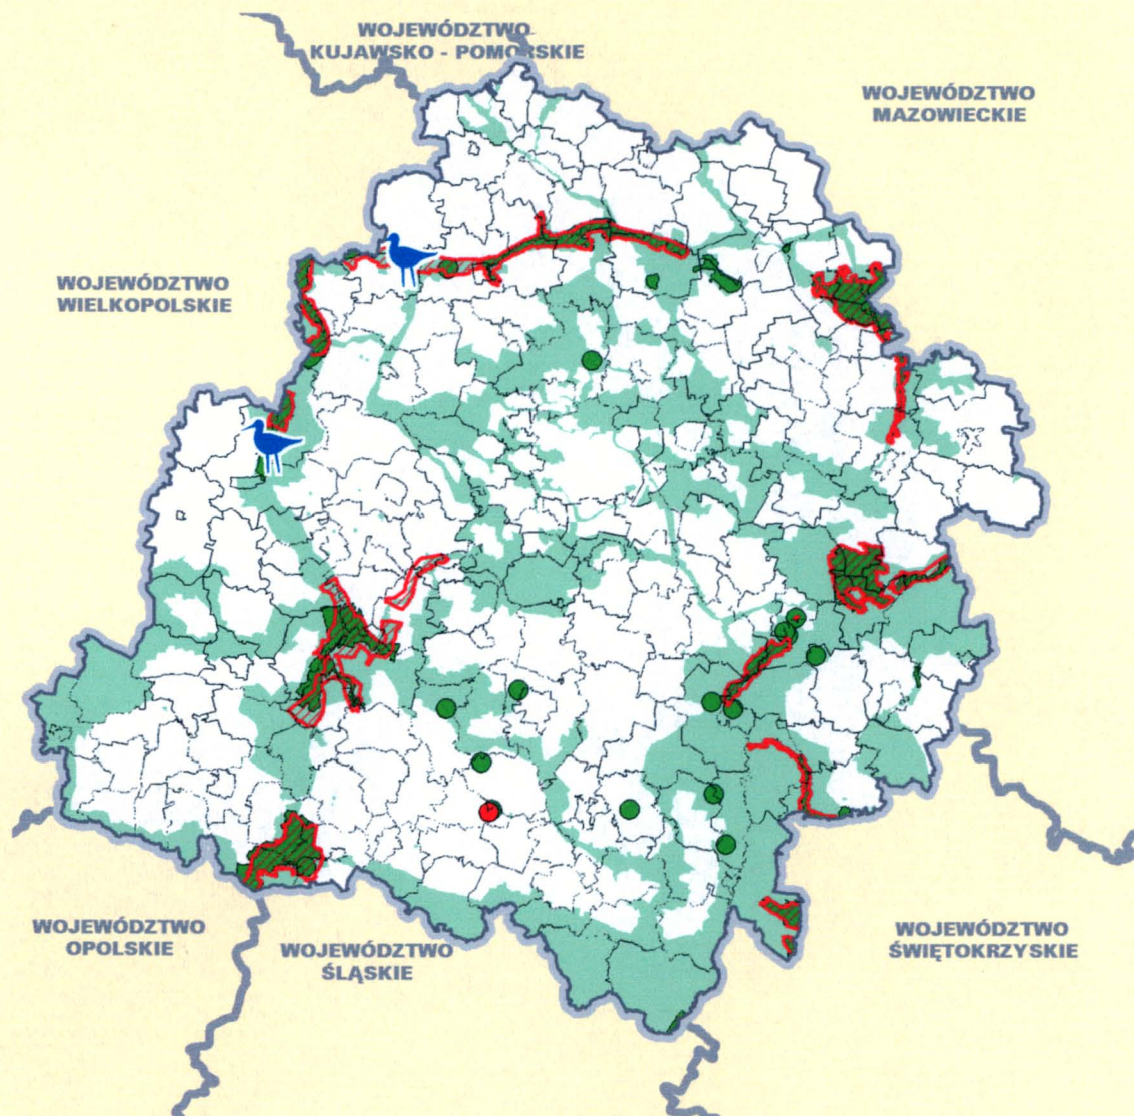 WOJEWÓDZTWO
KUJAWSKO - POMORSKIE
WOJEWÓDZTWO
MAZOWIECKIE
WOJEWÓDZTWO
WIELKOPOLSKIE
WOJEWÓDZTWO
OPOLSKIE
WOJEWÓDZTWO
ŚLĄSKIE
WOJEWÓDZTWO
ŚWIĘTOKRZYSKIE